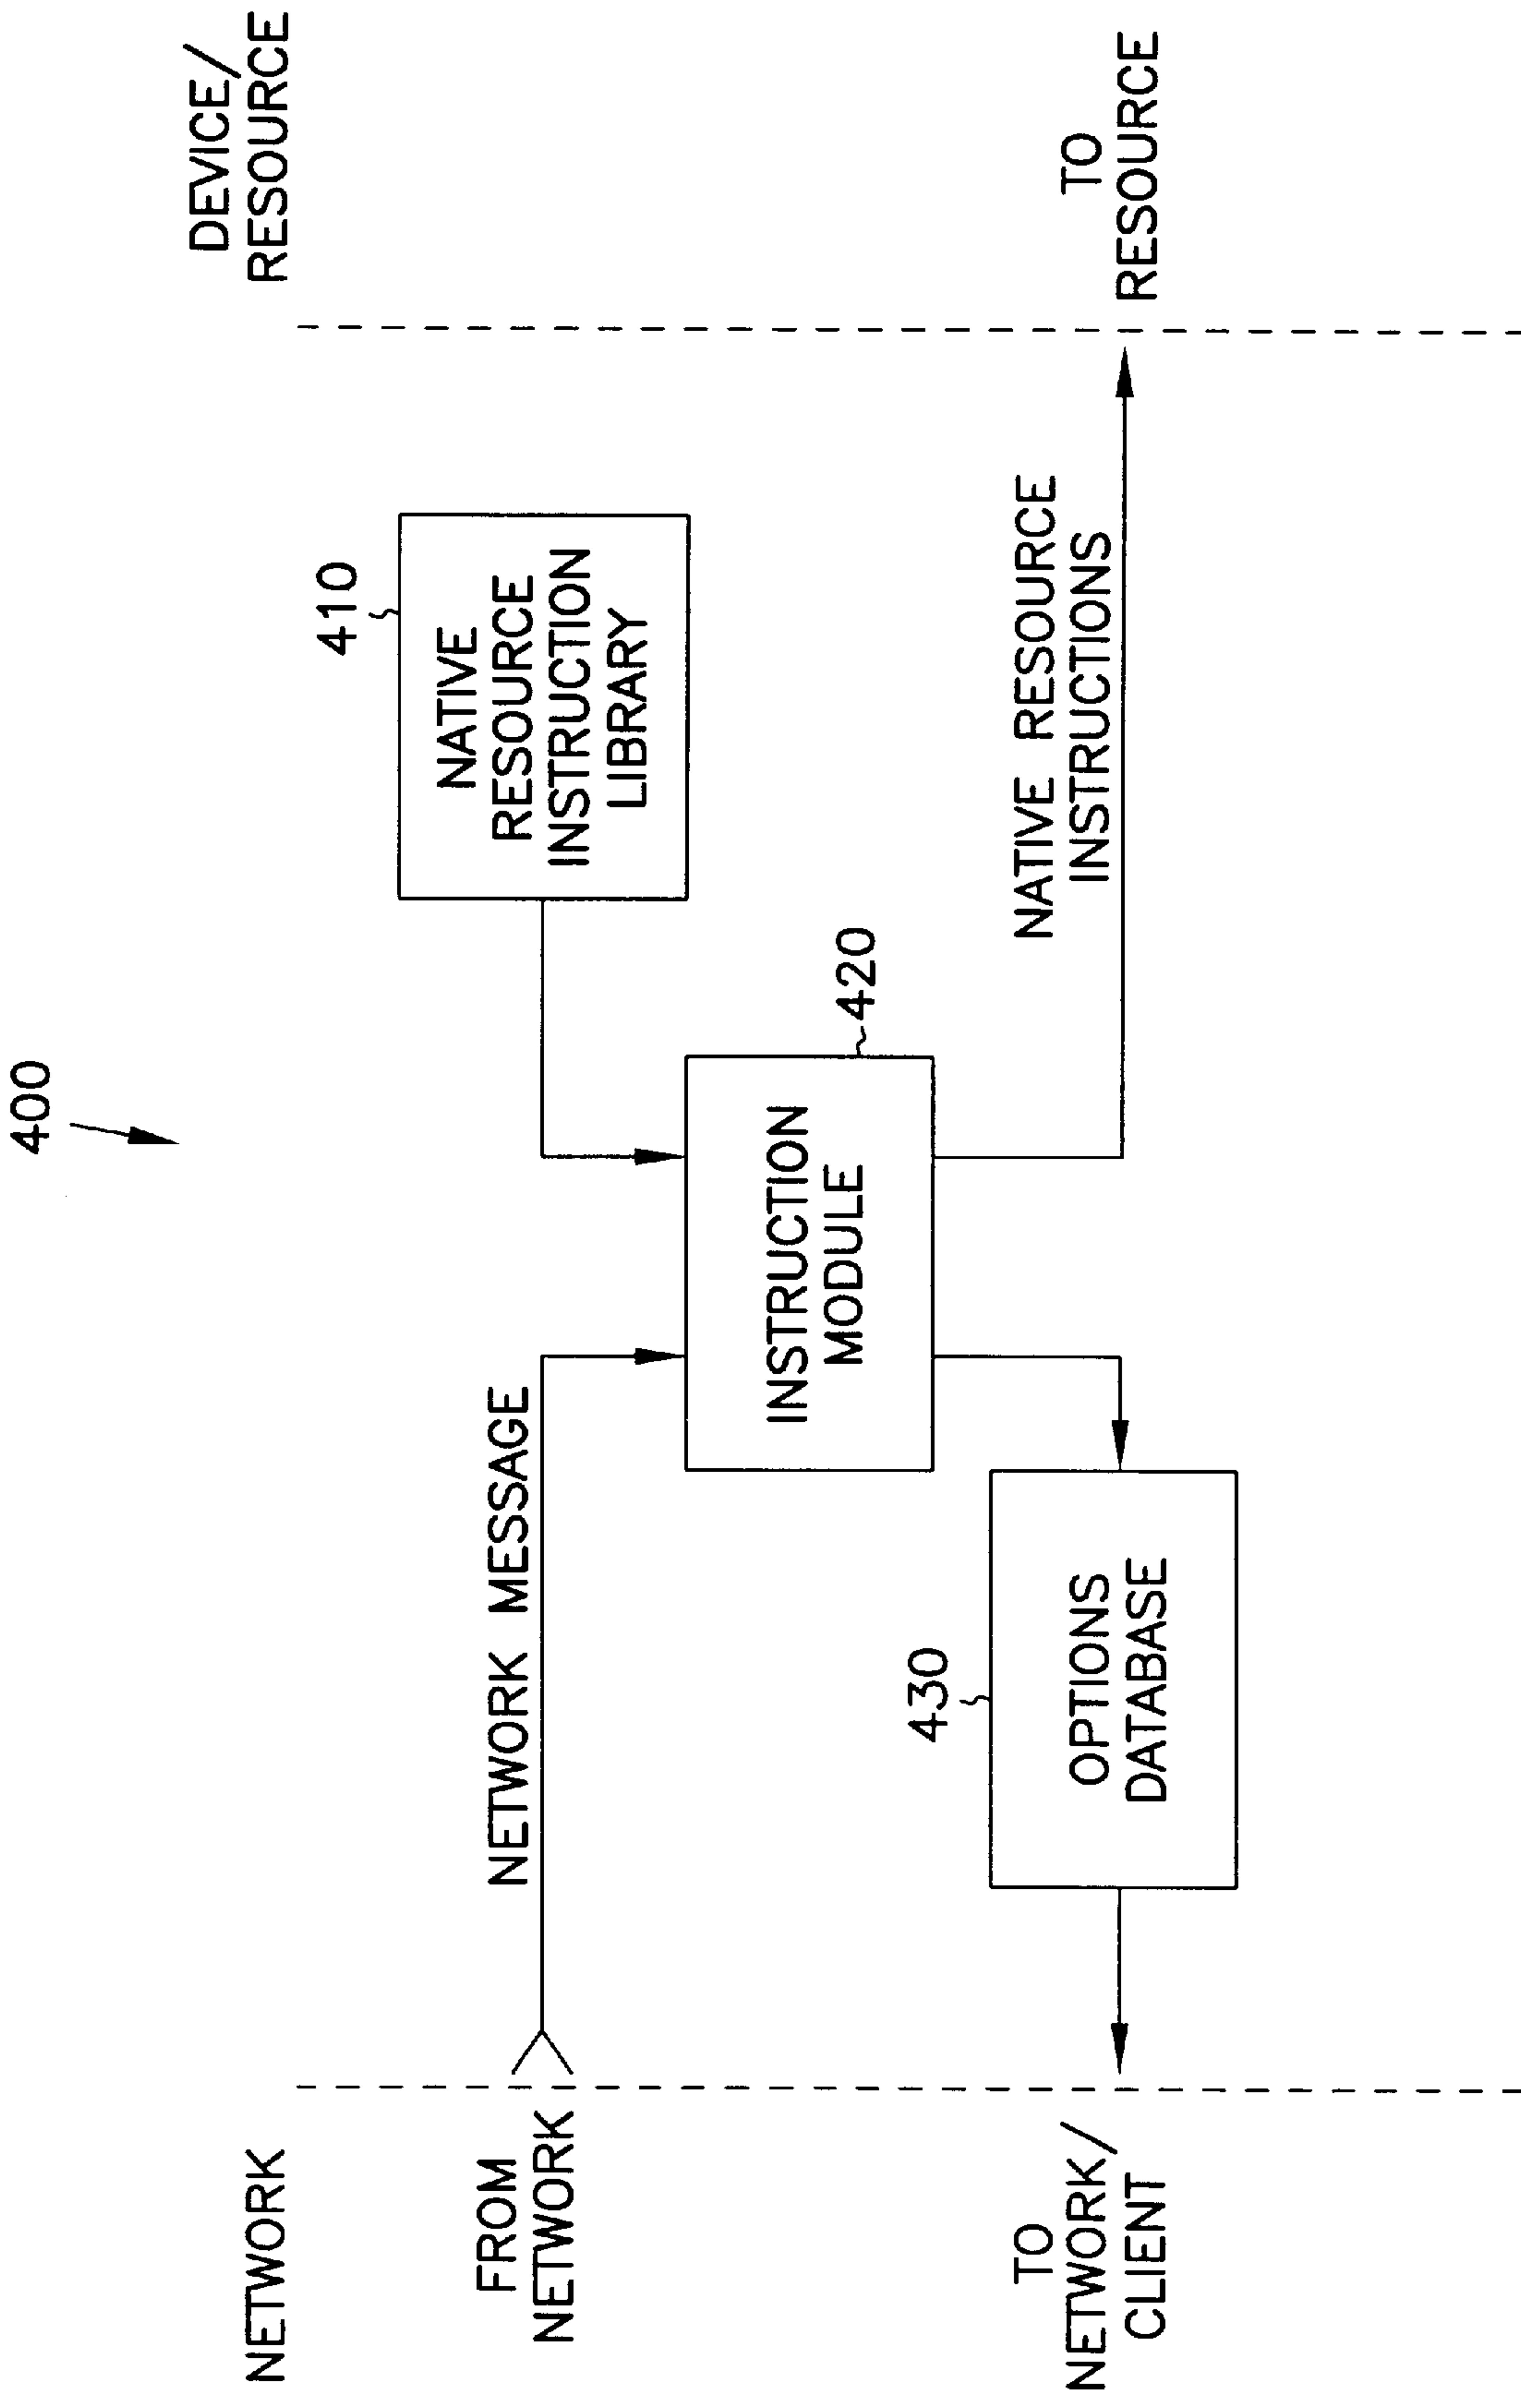 400
NETWORK
DEVICE/
RESOURCE
FROM
NETWORK
NETWORK MESSAGE
410
NATIVE
RESOURCE
INSTRUCTION
LIBRARY
INSTRUCTION
MODULE
420
430
OPTIONS
DATABASE
NATIVE RESOURCE
INSTRUCTIONS
TO
NETWORK/
CLIENT
TO
RESOURCE